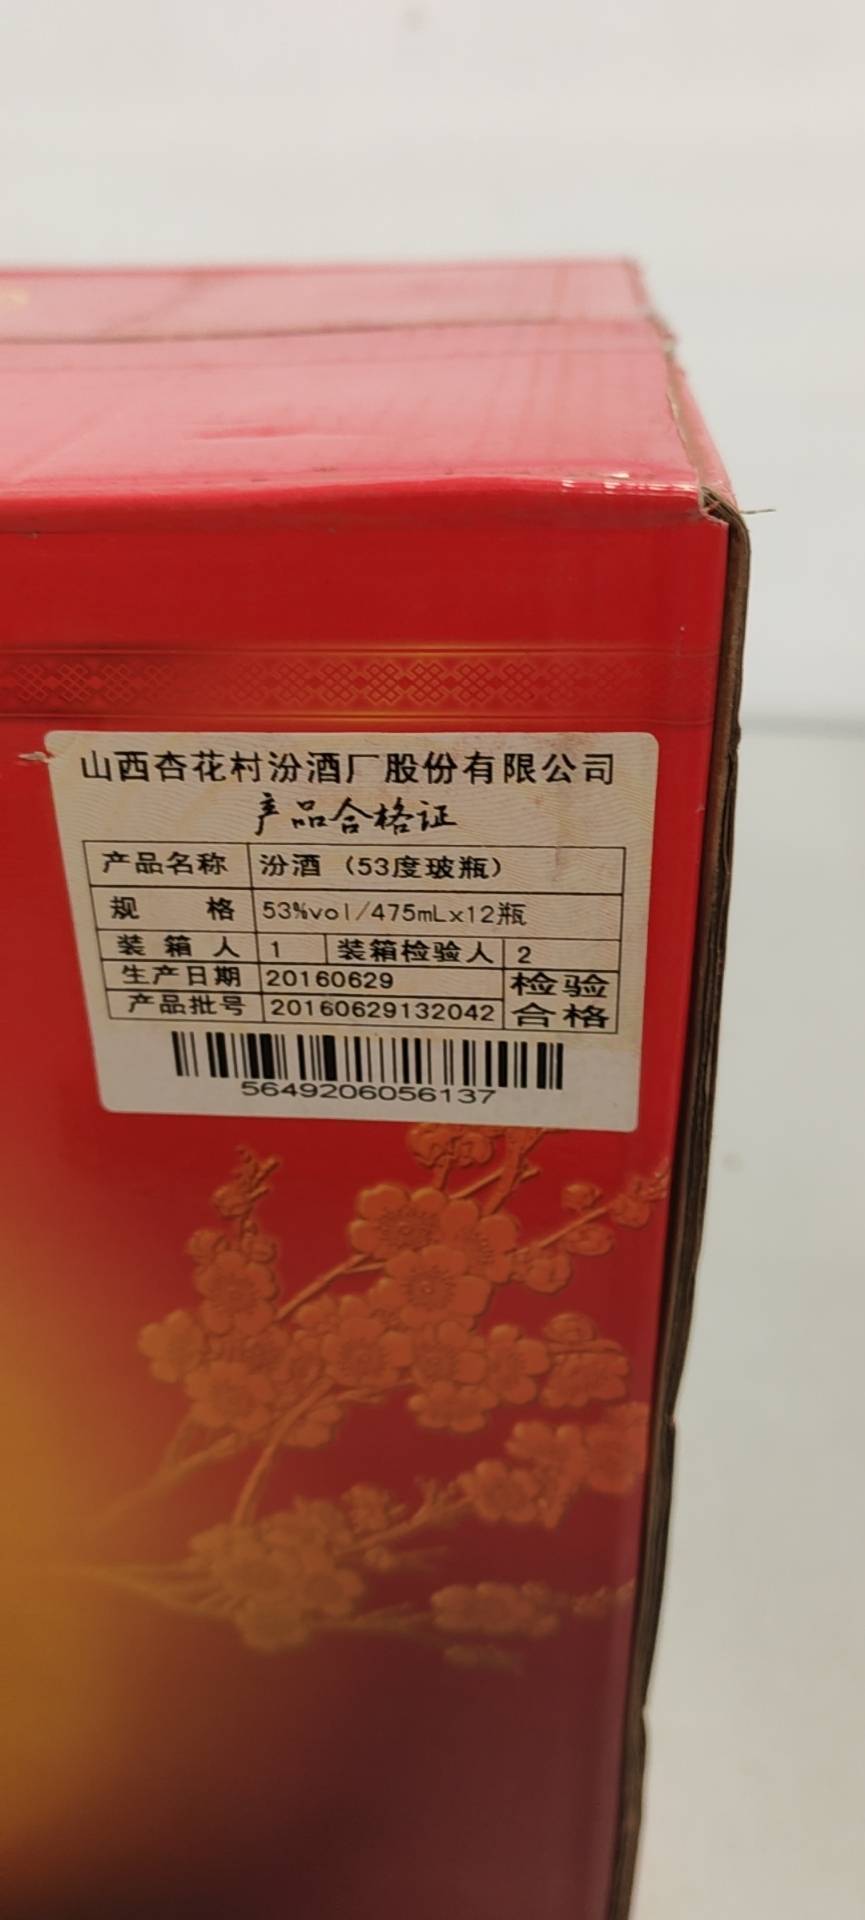 山西杏花村汾酒厂股份有限公司
产品合格证
产品名称 汾酒（53度玻瓶）
规 格 53%vol/475mLx12瓶
装箱人 1 装箱检验人 2
生产日期 20160629 检验
产品批号 20160629132042 合格
5649206056137